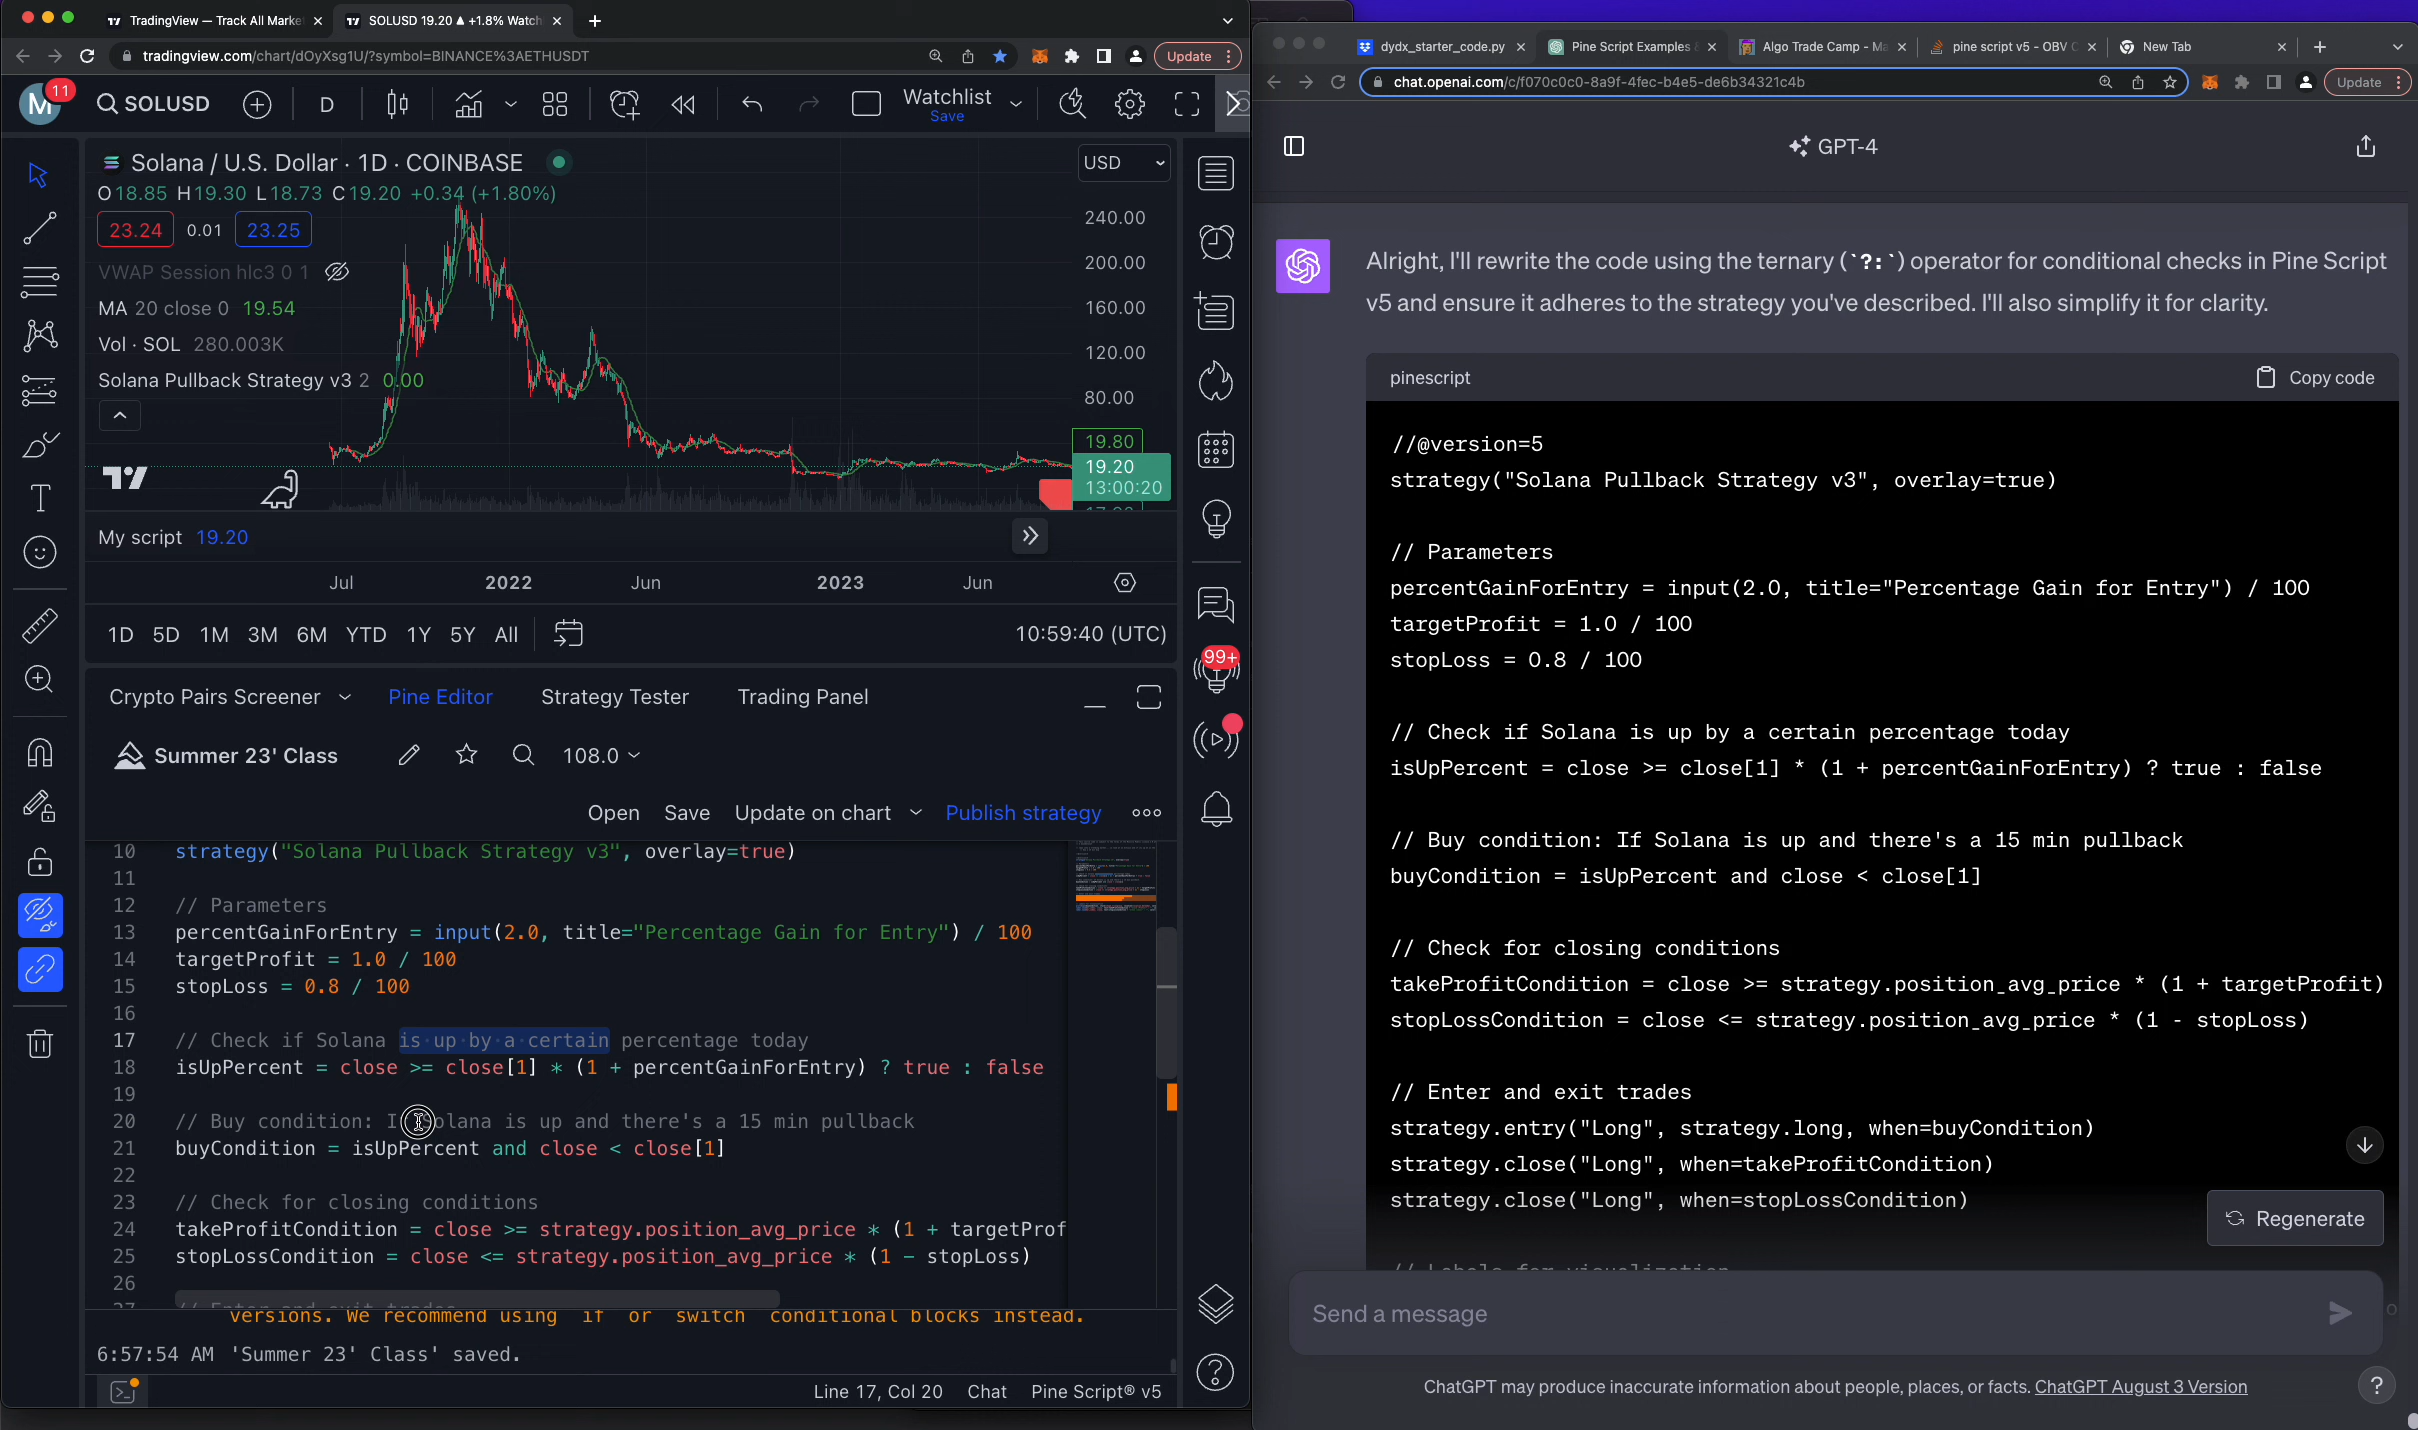 TradingView — Track All Marke
SOLUSD 19.20 ▲ +1.8% Watch
tradingview.com/chart/dOyXsg1U/?symbol=BINANCE%3AETHUSDT
Update
M
11
SOLUSD
D
Watchlist
Save
Solana / U.S. Dollar · 1D · COINBASE
USD
O18.85 H19.30 L18.73 C19.20 +0.34 (+1.80%)
23.24
0.01
23.25
VWAP Session hlc3 0 1
MA 20 close 0 19.54
Vol · SOL 280.003K
Solana Pullback Strategy v3 2 0.00
240.00
200.00
160.00
120.00
80.00
19.80
19.20
13:00:20
My script 19.20
Jul
2022
Jun
2023
Jun
1D 5D 1M 3M 6M YTD 1Y 5Y All
10:59:40 (UTC)
99+
Crypto Pairs Screener
Pine Editor
Strategy Tester
Trading Panel
Summer 23' Class
108.0
Open
Save
Update on chart
Publish strategy
10 strategy("Solana Pullback Strategy v3", overlay=true)
11
12 // Parameters
13 percentGainForEntry = input(2.0, title="Percentage Gain for Entry") / 100
14 targetProfit = 1.0 / 100
15 stopLoss = 0.8 / 100
16
17 // Check if Solana is up by a certain percentage today
18 isUpPercent = close >= close[1] * (1 + percentGainForEntry) ? true : false
19
20 // Buy condition: If Solana is up and there's a 15 min pullback
21 buyCondition = isUpPercent and close < close[1]
22
23 // Check for closing conditions
24 takeProfitCondition = close >= strategy.position_avg_price * (1 + targetProf
25 stopLossCondition = close <= strategy.position_avg_price * (1 - stopLoss)
26
27 // Enter and exit trades
versions. We recommend using if or switch conditional blocks instead.
6:57:54 AM 'Summer 23' Class' saved.
Line 17, Col 20
Chat
Pine Script® v5
dydx_starter_code.py
Pine Script Examples &
Algo Trade Camp - Ma
pine script v5 - OBV C
New Tab
chat.openai.com/c/f070c0c0-8a9f-4fec-b4e5-de6b34321c4b
Update
GPT-4
Alright, I'll rewrite the code using the ternary (`?:`) operator for conditional checks in Pine Script
v5 and ensure it adheres to the strategy you've described. I'll also simplify it for clarity.
pinescript
Copy code
//@version=5
strategy("Solana Pullback Strategy v3", overlay=true)
// Parameters
percentGainForEntry = input(2.0, title="Percentage Gain for Entry") / 100
targetProfit = 1.0 / 100
stopLoss = 0.8 / 100
// Check if Solana is up by a certain percentage today
isUpPercent = close >= close[1] * (1 + percentGainForEntry) ? true : false
// Buy condition: If Solana is up and there's a 15 min pullback
buyCondition = isUpPercent and close < close[1]
// Check for closing conditions
takeProfitCondition = close >= strategy.position_avg_price * (1 + targetProfit)
stopLossCondition = close <= strategy.position_avg_price * (1 - stopLoss)
// Enter and exit trades
strategy.entry("Long", strategy.long, when=buyCondition)
strategy.close("Long", when=takeProfitCondition)
strategy.close("Long", when=stopLossCondition)
// Labels for visualization
Regenerate
Send a message
ChatGPT may produce inaccurate information about people, places, or facts. ChatGPT August 3 Version
?